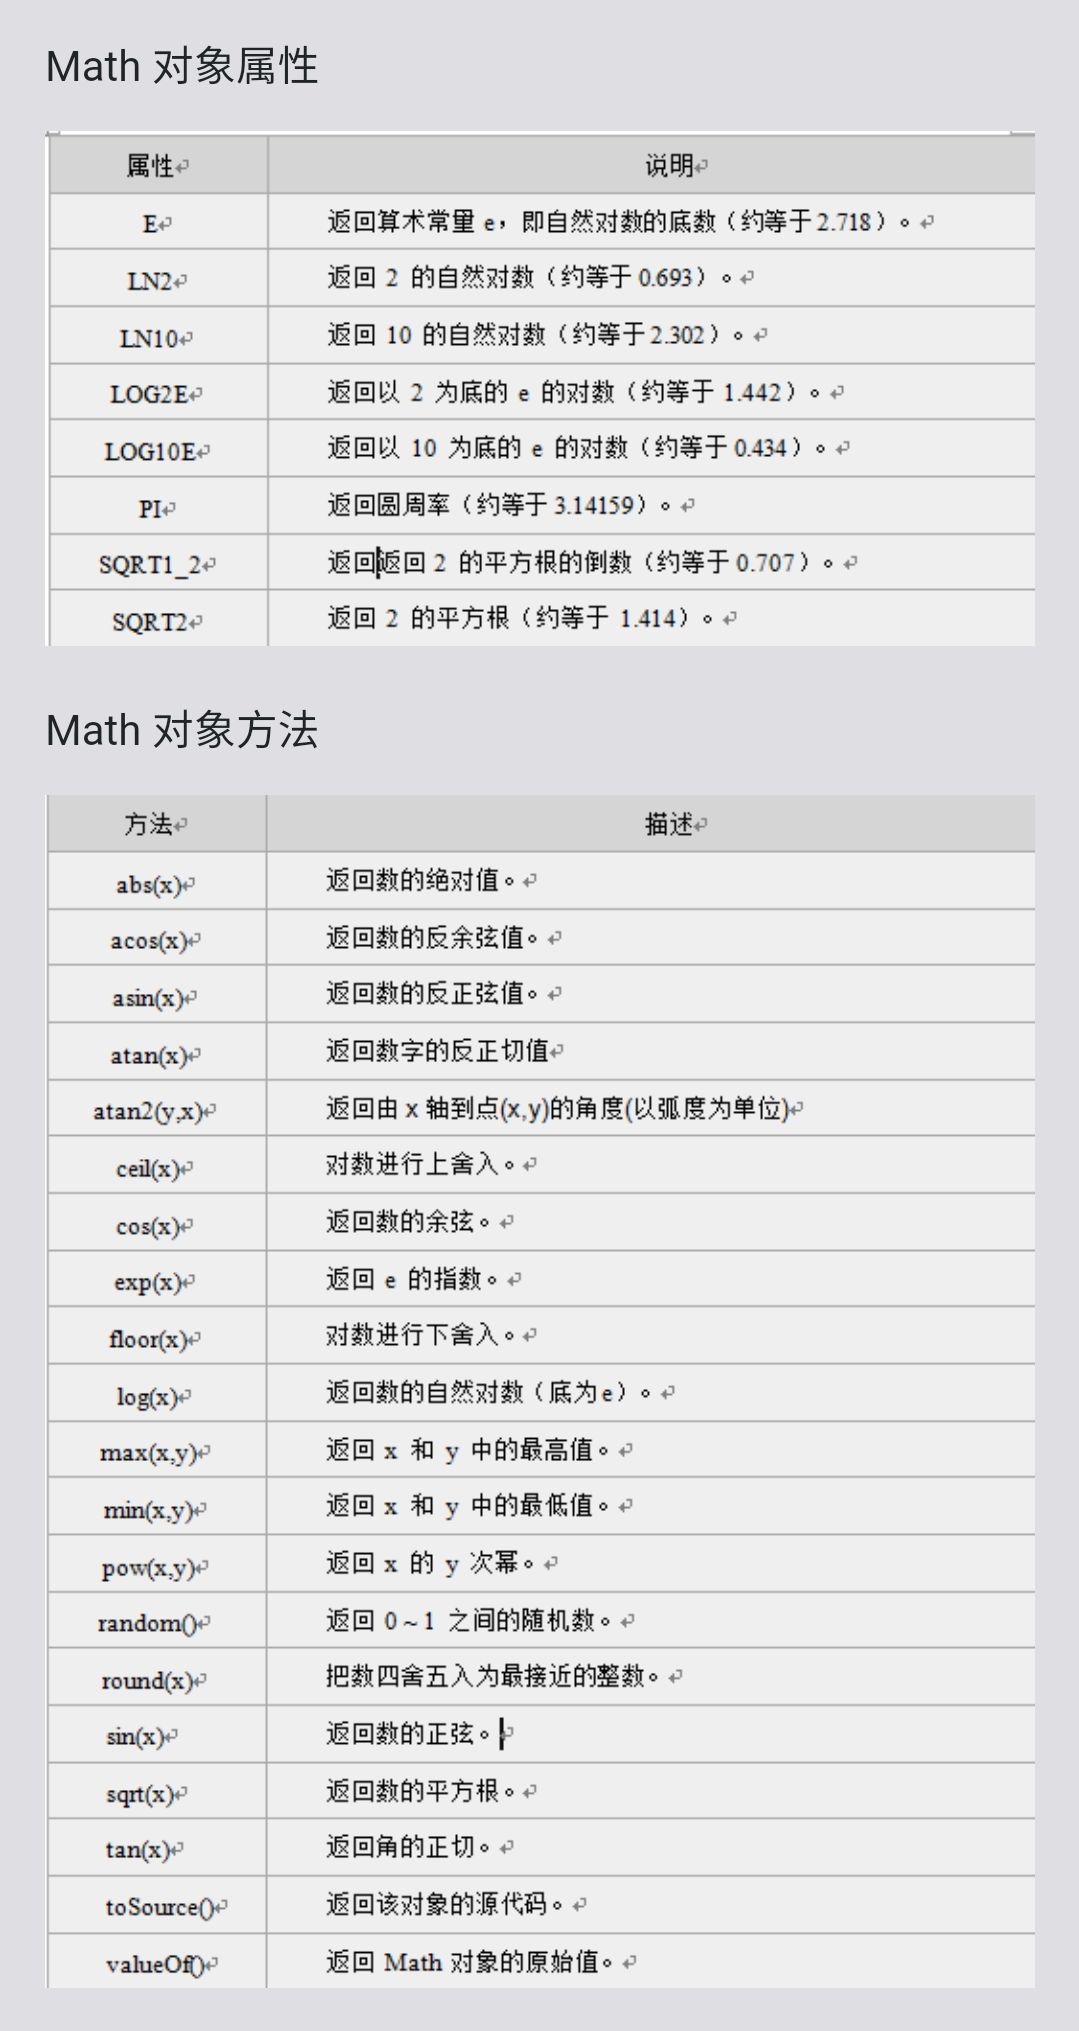 Math 对象属性
属性 说明
E 返回算术常量 e，即自然对数的底数（约等于2.718）。
LN2 返回 2 的自然对数（约等于0.693）。
LN10 返回 10 的自然对数（约等于2.302）。
LOG2E 返回以 2 为底的 e 的对数（约等于 1.442）。
LOG10E 返回以 10 为底的 e 的对数（约等于0.434）。
PI 返回圆周率（约等于3.14159）。
SQRT1_2 返回返回 2 的平方根的倒数（约等于0.707）。
SQRT2 返回 2 的平方根（约等于 1.414）。
Math 对象方法
方法 描述
abs(x) 返回数的绝对值。
acos(x) 返回数的反余弦值。
asin(x) 返回数的反正弦值。
atan(x) 返回数字的反正切值
atan2(y,x) 返回由 x 轴到点(x,y)的角度(以弧度为单位)
ceil(x) 对数进行上舍入。
cos(x) 返回数的余弦。
exp(x) 返回 e 的指数。
floor(x) 对数进行下舍入。
log(x) 返回数的自然对数（底为e）。
max(x,y) 返回 x 和 y 中的最高值。
min(x,y) 返回 x 和 y 中的最低值。
pow(x,y) 返回 x 的 y 次幂。
random() 返回 0～1 之间的随机数。
round(x) 把数四舍五入为最接近的整数。
sin(x) 返回数的正弦。
sqrt(x) 返回数的平方根。
tan(x) 返回角的正切。
toSource() 返回该对象的源代码。
valueOf() 返回 Math 对象的原始值。